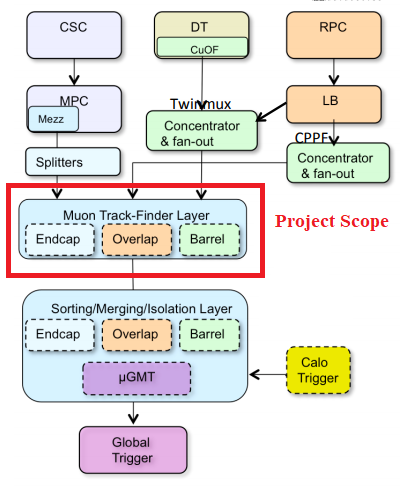 CSC
DT
RPC
CuOF
MPC
Mezz
Twinmux
LB
Concentrator
& fan-out
CPPF
Splitters
Concentrator
& fan-out
Muon Track-Finder Layer
Endcap
Overlap
Barrel
Project Scope
Sorting/Merging/Isolation Layer
Endcap
Overlap
Barrel
µGMT
Calo
Trigger
Global
Trigger